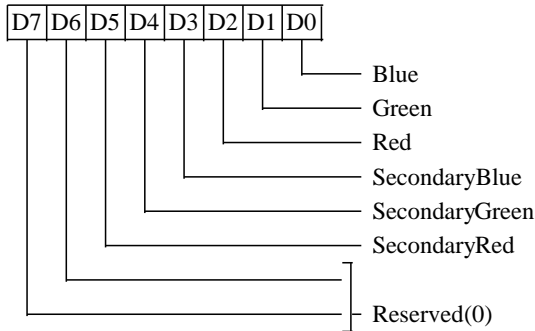 D7 D6 D5 D4 D3 D2 D1 D0
Blue
Green
Red
SecondaryBlue
SecondaryGreen
SecondaryRed
Reserved(0)